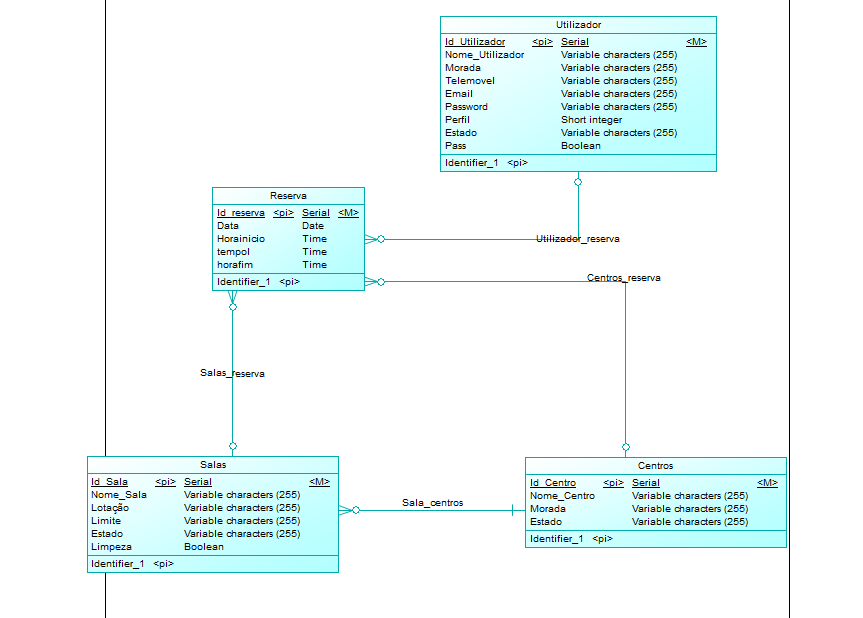 Utilizador
Id_Utilizador <pi> Serial <M>
Nome_Utilizador Variable characters (255)
Morada Variable characters (255)
Telemovel Variable characters (255)
Email Variable characters (255)
Password Variable characters (255)
Perfil Short integer
Estado Variable characters (255)
Pass Boolean
Identifier_1 <pi>
Reserva
Id_reserva <pi> Serial <M>
Data Date
Horainicio Time
tempol Time
horafim Time
Identifier_1 <pi>
Utilizador_reserva
Centros_reserva
Salas_reserva
Salas
Id_Sala <pi> Serial <M>
Nome_Sala Variable characters (255)
Lotação Variable characters (255)
Limite Variable characters (255)
Estado Variable characters (255)
Limpeza Boolean
Identifier_1 <pi>
Sala_centros
Centros
Id_Centro <pi> Serial <M>
Nome_Centro Variable characters (255)
Morada Variable characters (255)
Estado Variable characters (255)
Identifier_1 <pi>